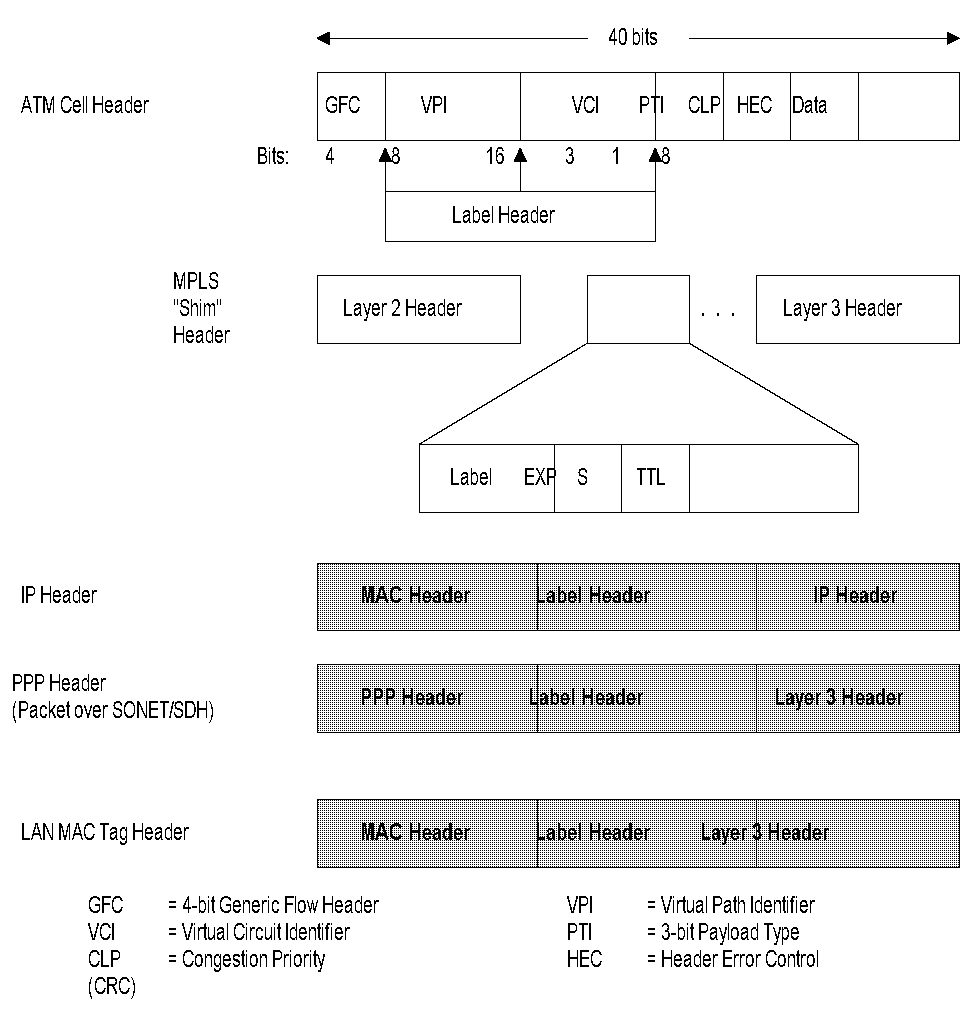 40 bits
ATM Cell Header GFC VPI VCI PTI CLP HEC Data
Bits: 4 8 16 3 1 8
Label Header
MPLS
"Shim"
Header
Layer 2 Header . . . Layer 3 Header
Label EXP S TTL
IP Header MAC Header Label Header IP Header
PPP Header
(Packet over SONET/SDH)
PPP Header Label Header Layer 3 Header
LAN MAC Tag Header MAC Header Label Header Layer 3 Header
GFC = 4-bit Generic Flow Header VPI = Virtual Path Identifier
VCI = Virtual Circuit Identifier PTI = 3-bit Payload Type
CLP = Congestion Priority HEC = Header Error Control
(CRC)